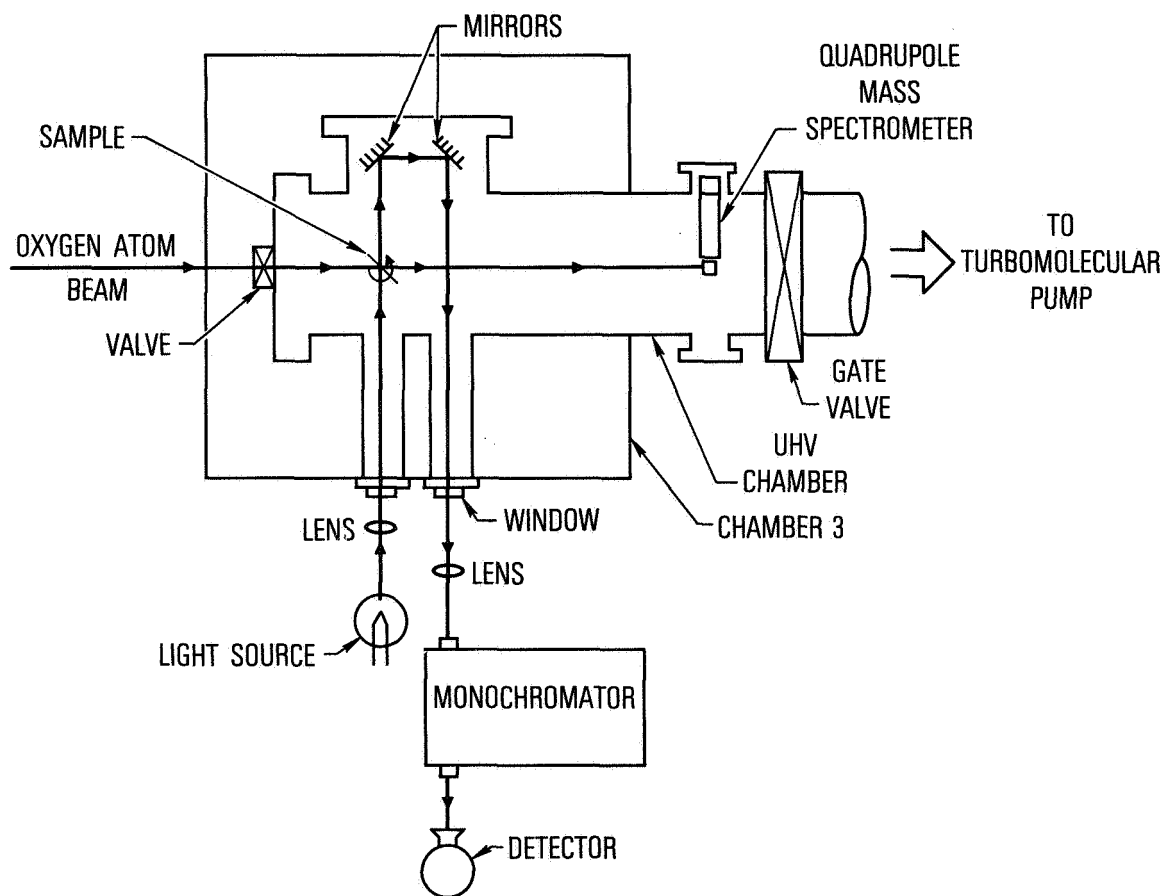 MIRRORS
QUADRUPOLE
MASS
SPECTROMETER
SAMPLE
OXYGEN ATOM
BEAM
VALVE
TO
TURBOMOLECULAR
PUMP
GATE
VALVE
UHV
CHAMBER
CHAMBER 3
WINDOW
LENS
LENS
LIGHT SOURCE
MONOCHROMATOR
DETECTOR